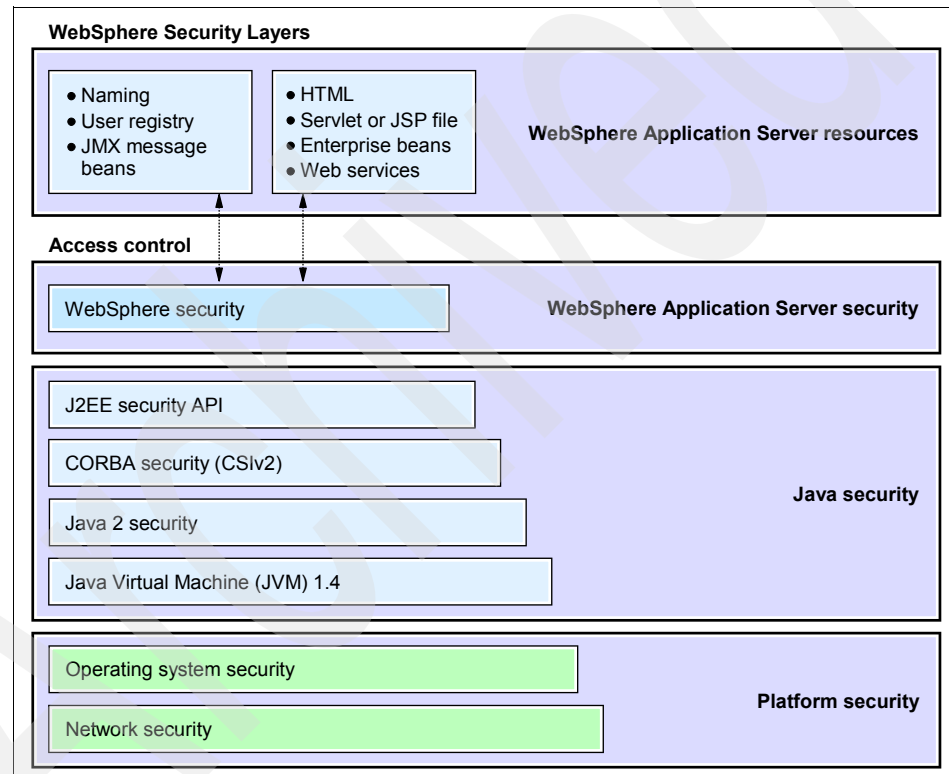 WebSphere Security Layers
• Naming
• User registry
• JMX message
beans
• HTML
• Servlet or JSP file
• Enterprise beans
• Web services
WebSphere Application Server resources
Access control
WebSphere security
WebSphere Application Server security
J2EE security API
CORBA security (CSIv2)
Java 2 security
Java Virtual Machine (JVM) 1.4
Java security
Operating system security
Network security
Platform security